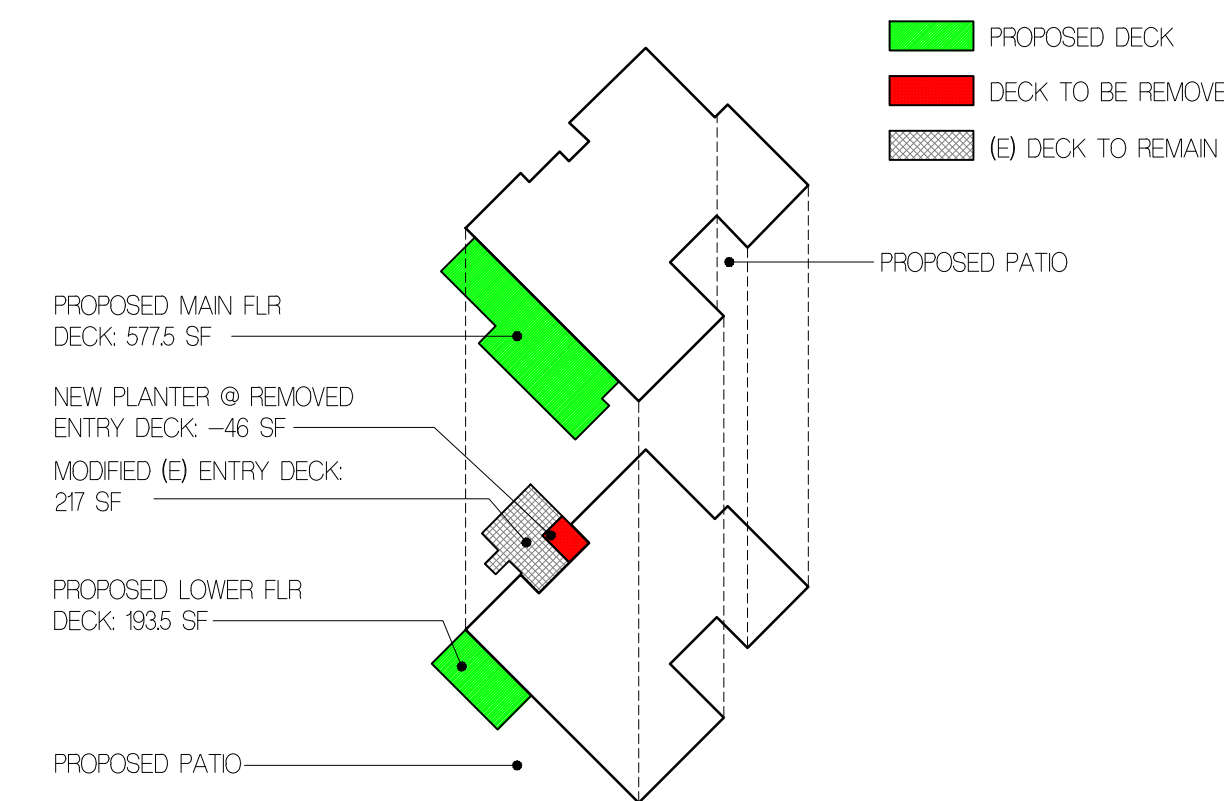 PROPOSED DECK
DECK TO BE REMOVE
(E) DECK TO REMAIN
PROPOSED PATIO
PROPOSED MAIN FLR
DECK: 577.5 SF
NEW PLANTER @ REMOVED
ENTRY DECK: -46 SF
MODIFIED (E) ENTRY DECK:
217 SF
PROPOSED LOWER FLR
DECK: 193.5 SF
PROPOSED PATIO